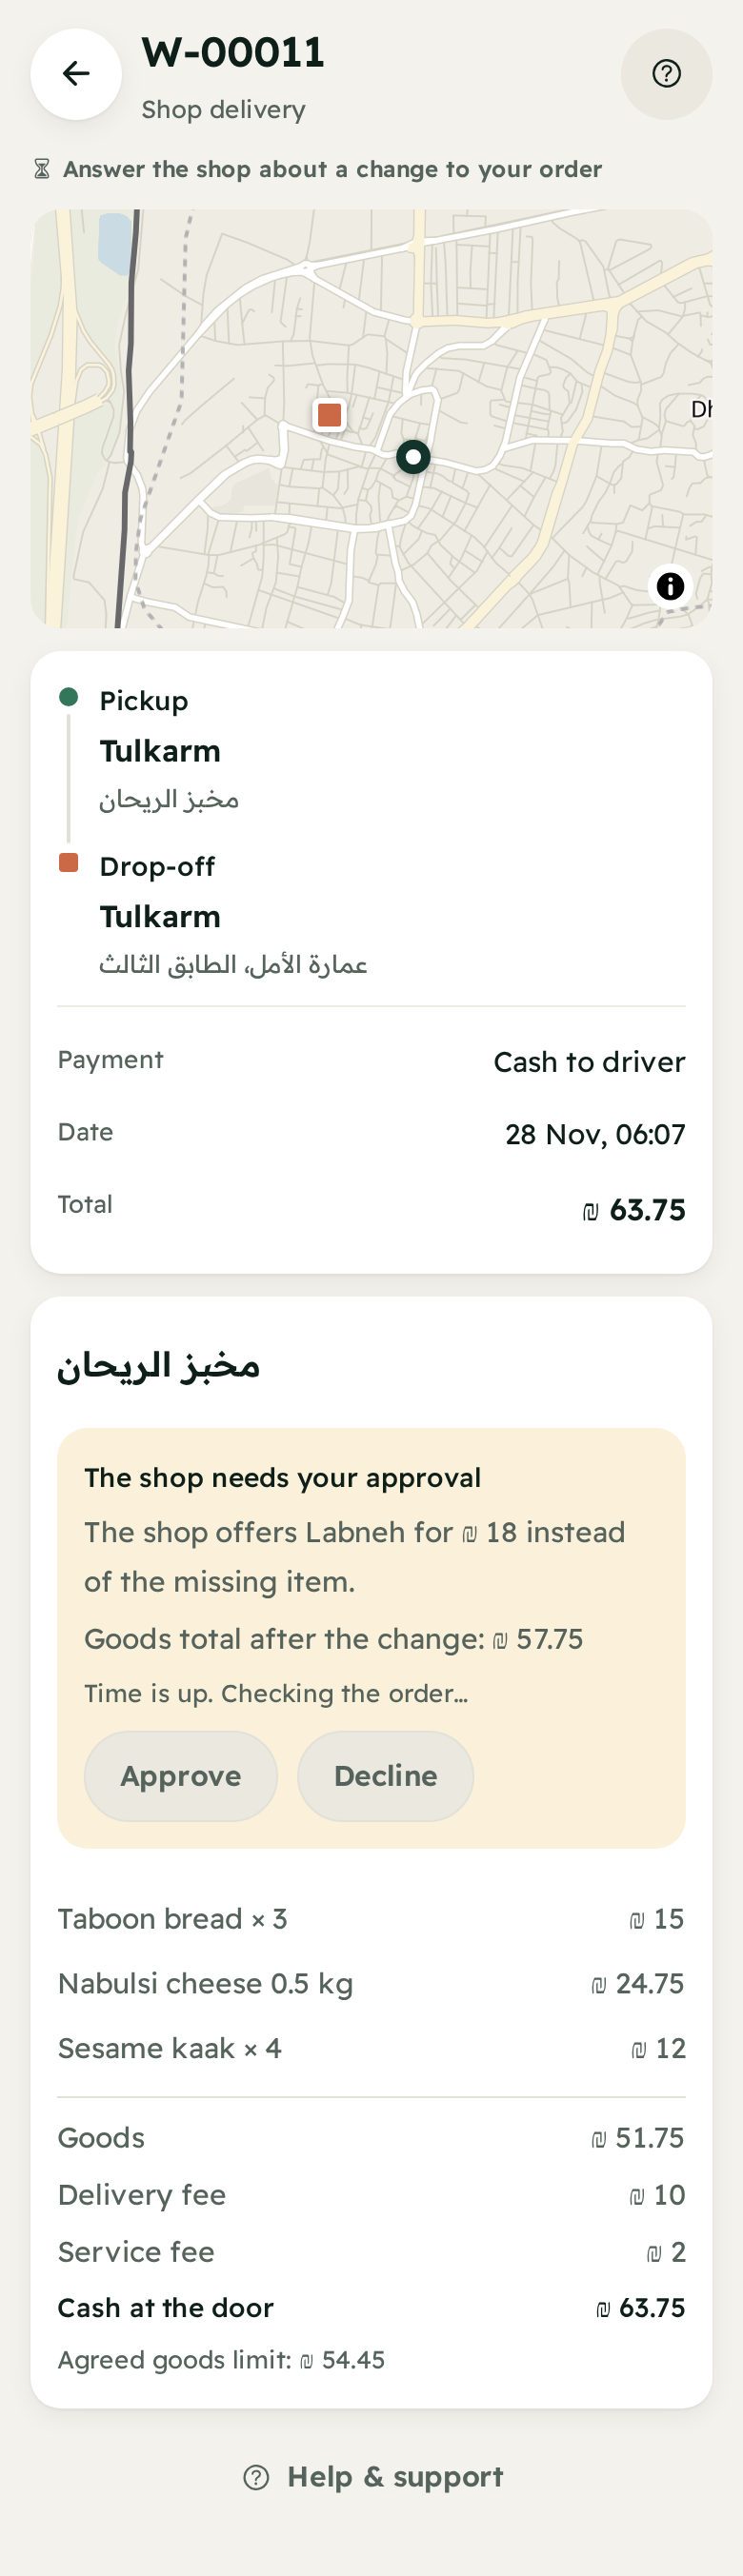 W-00011
Shop delivery
Answer the shop about a change to your order
Dh
Pickup
Tulkarm
مخبز الريحان
Drop-off
Tulkarm
عمارة الأمل، الطابق الثالث
Payment
Cash to driver
Date
28 Nov, 06:07
Total
₪ 63.75
مخبز الريحان
The shop needs your approval
The shop offers Labneh for ₪ 18 instead
of the missing item.
Goods total after the change: ₪ 57.75
Time is up. Checking the order…
Approve
Decline
Taboon bread × 3
₪ 15
Nabulsi cheese 0.5 kg
₪ 24.75
Sesame kaak × 4
₪ 12
Goods
₪ 51.75
Delivery fee
₪ 10
Service fee
₪ 2
Cash at the door
₪ 63.75
Agreed goods limit: ₪ 54.45
Help & support